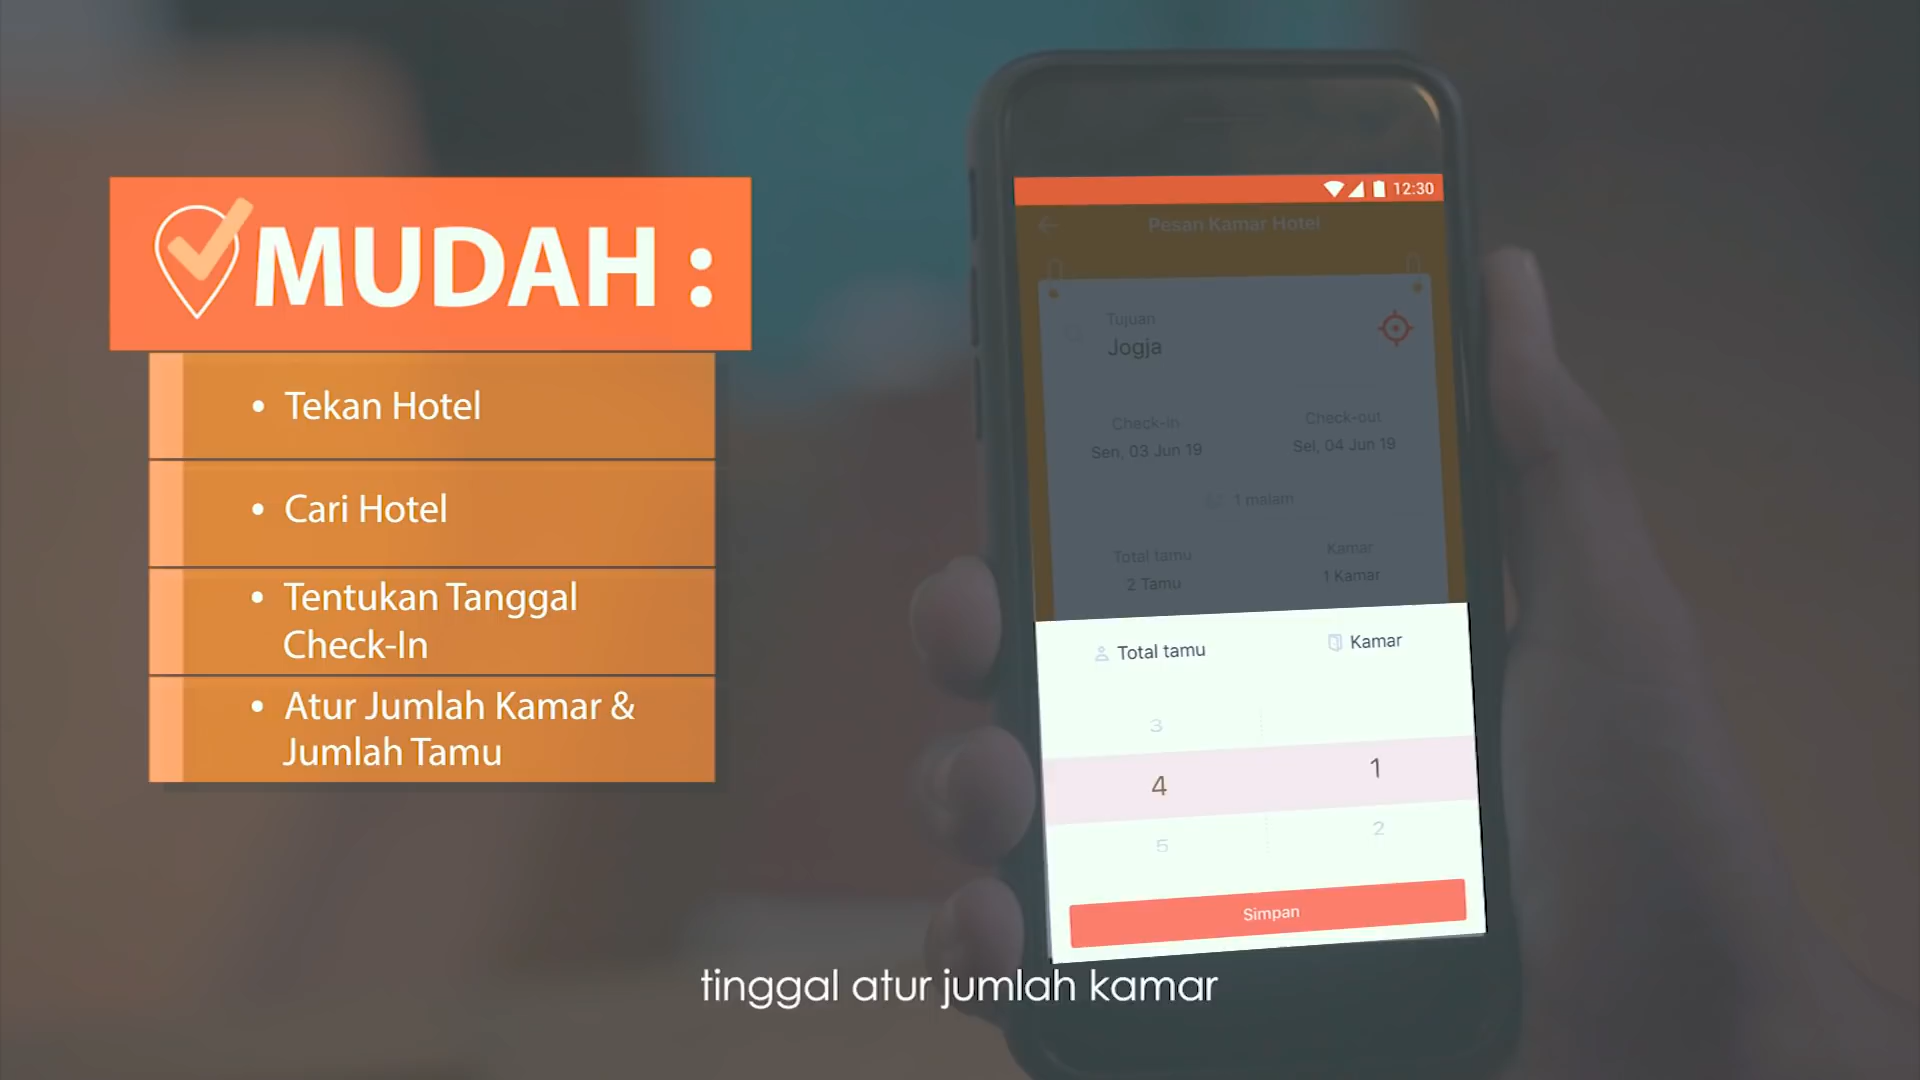 MUDAH :
• Tekan Hotel
• Cari Hotel
• Tentukan Tanggal
Check-In
• Atur Jumlah Kamar &
Jumlah Tamu
12:30
Pesan Kamar Hotel
Tujuan
Jogja
Check-in
Check-out
Sen, 03 Jun 19
Sel, 04 Jun 19
1 malam
Total tamu
Kamar
2 Tamu
1 Kamar
Total tamu
Kamar
3
4
1
5
2
Simpan
tinggal atur jumlah kamar